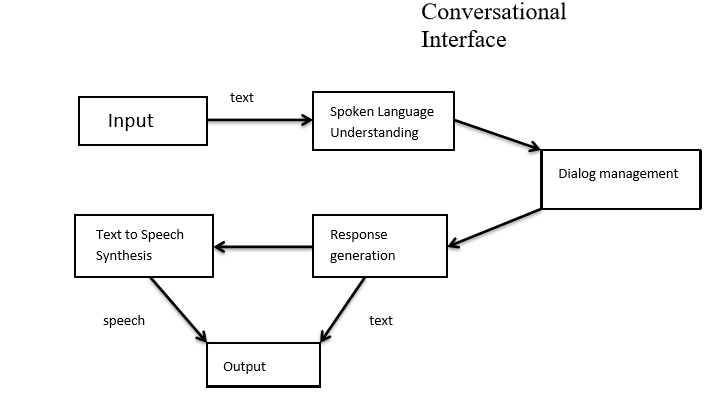 Conversational
Interface
text
Input
Spoken Language
Understanding
Dialog management
Text to Speech
Synthesis
Response
generation
speech
text
Output